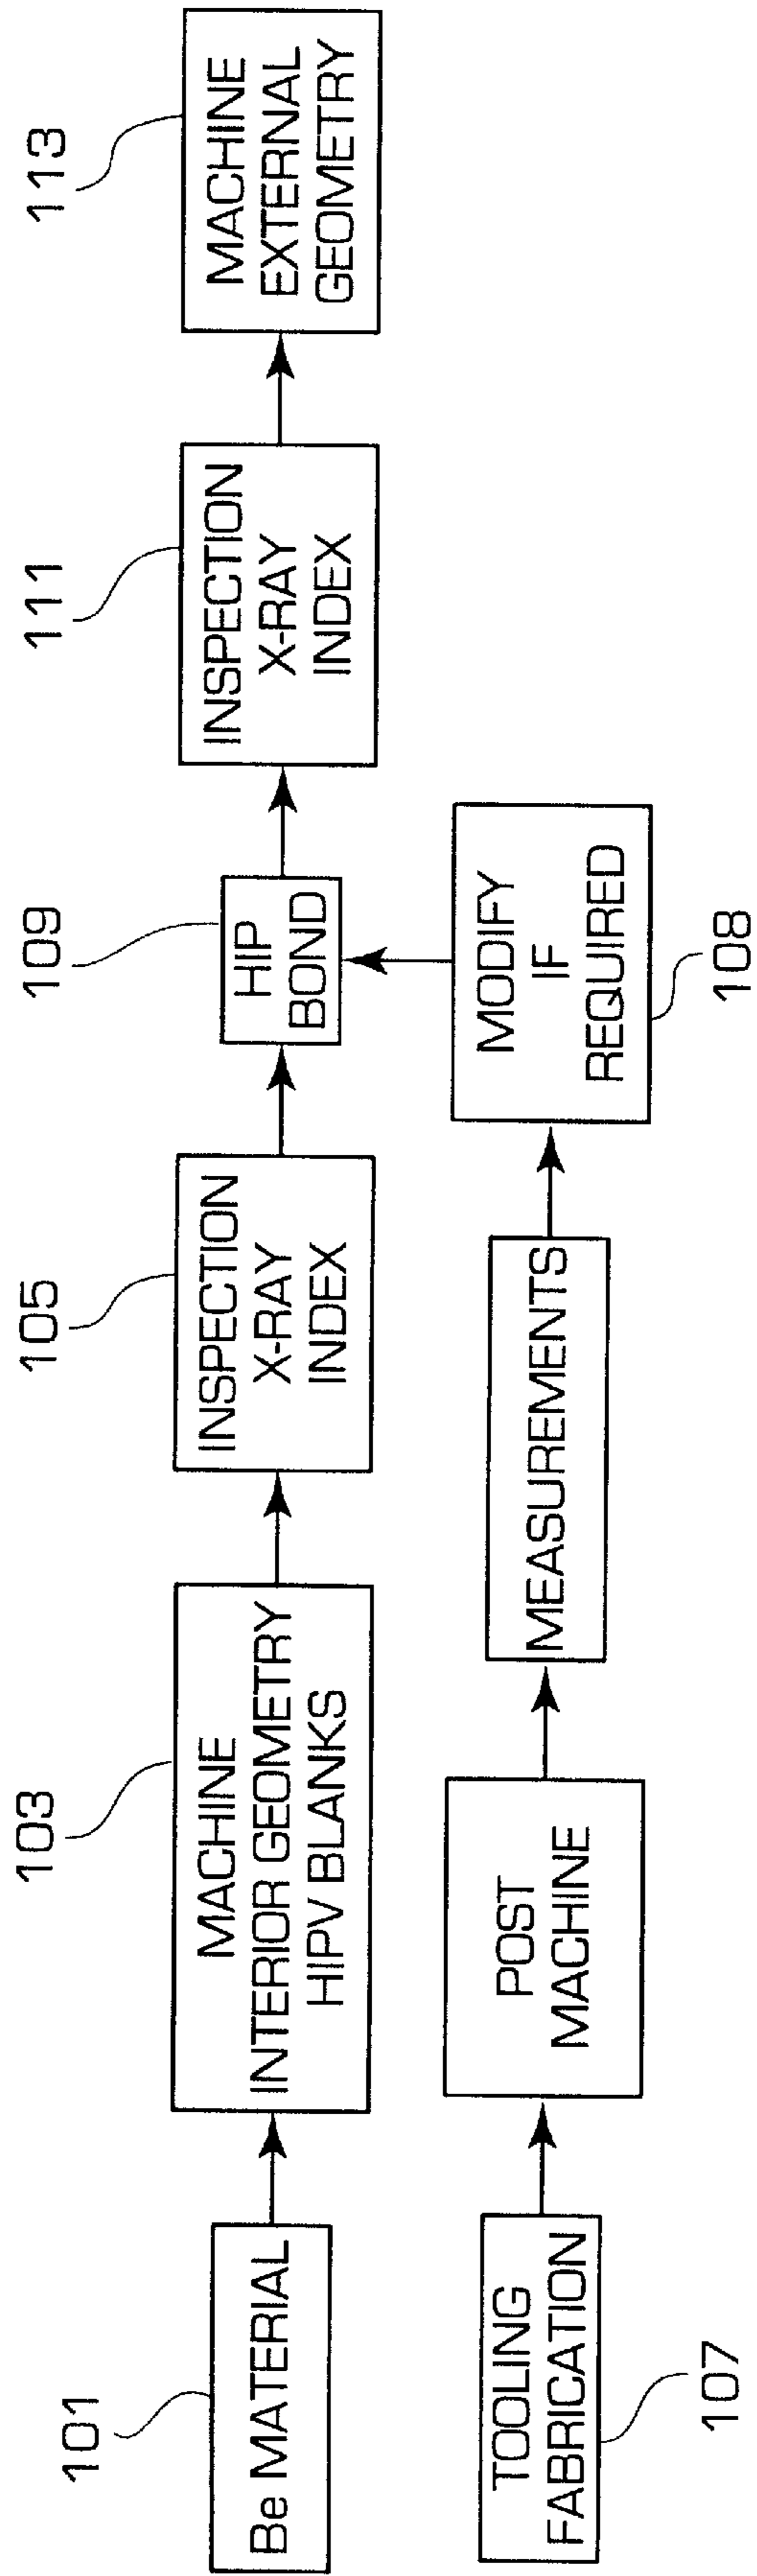 101
Be MATERIAL
103
MACHINE
INTERIOR GEOMETRY
HIPV BLANKS
105
INSPECTION
X-RAY
INDEX
109
HIP
BOND
111
INSPECTION
X-RAY
INDEX
113
MACHINE
EXTERNAL
GEOMETRY
TOOLING
FABRICATION
107
POST
MACHINE
MEASUREMENTS
MODIFY
IF
REQUIRED
108